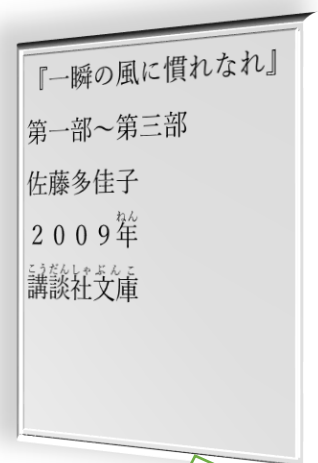 『一瞬の風に慣れなれ』
第一部～第三部
佐藤多佳子
２００９年
講談社文庫